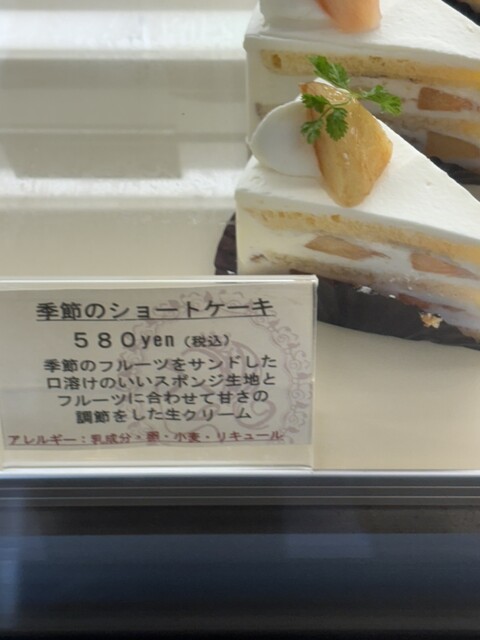 季節のショートケーキ
580yen（税込）
季節のフルーツをサンドした
口溶けのいいスポンジ生地と
フルーツに合わせて甘さの
調節をした生クリーム
アレルギー：乳成分・卵・小麦・リキュール